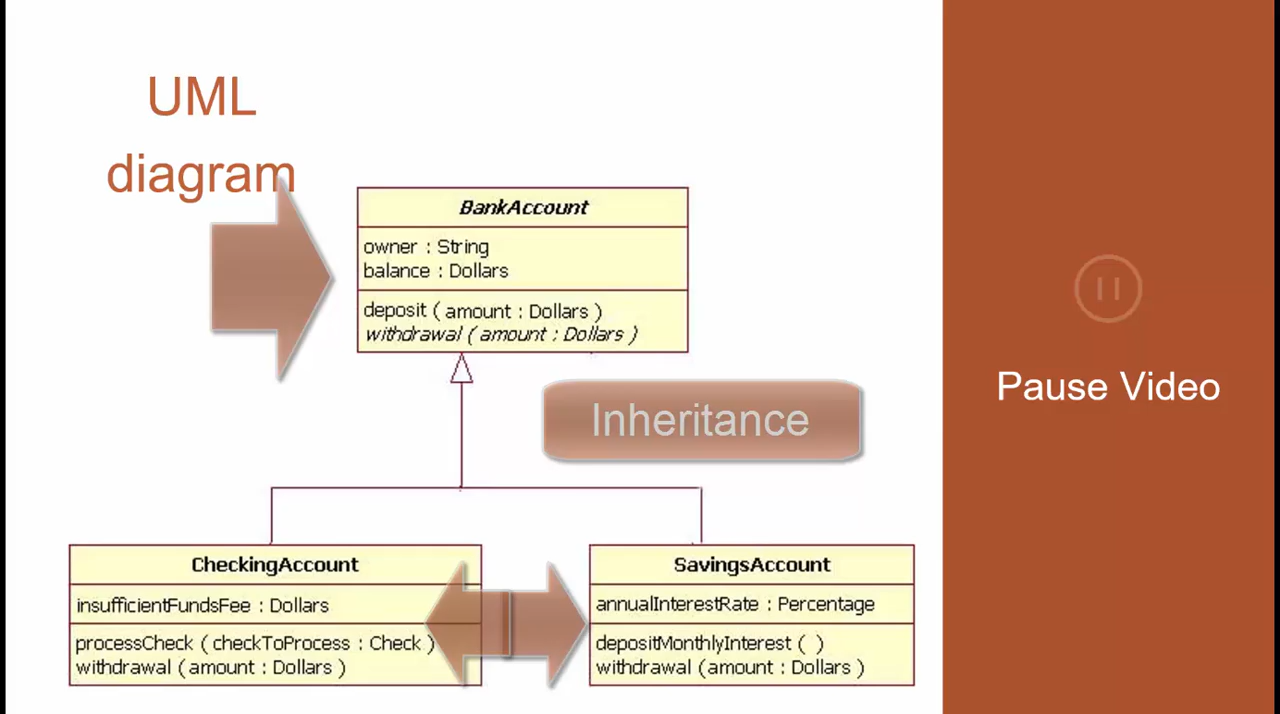 UML
diagram
BankAccount
owner : String
balance : Dollars
deposit ( amount : Dollars )
withdrawal ( amount : Dollars )
Inheritance
CheckingAccount
insufficientFundsFee : Dollars
processCheck ( checkToProcess : Check )
withdrawal ( amount : Dollars )
SavingsAccount
annualInterestRate : Percentage
depositMonthlyInterest ( )
withdrawal ( amount : Dollars )
Pause Video